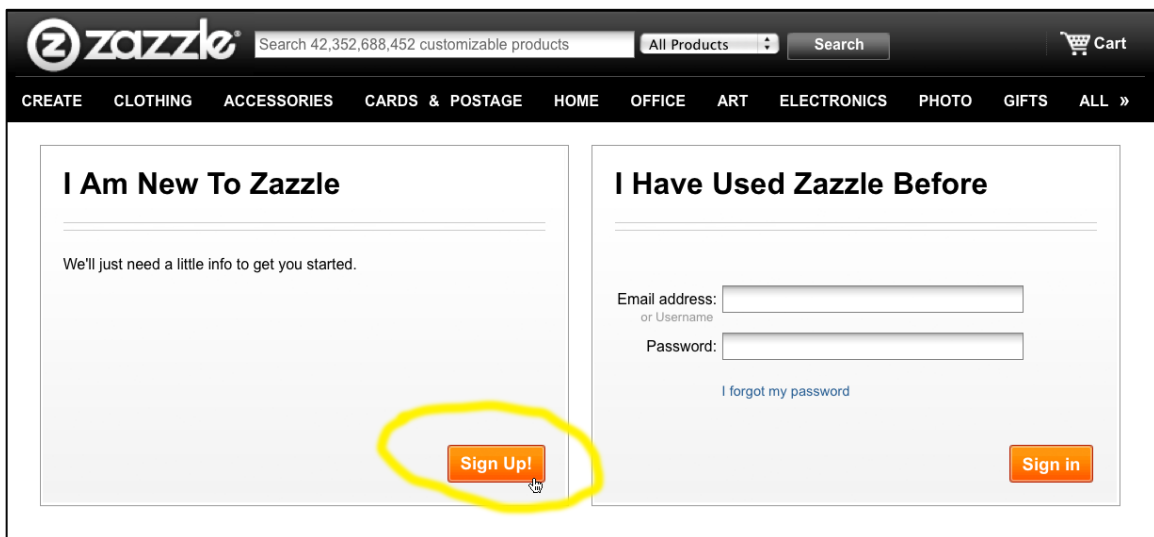 zazzle
Search 42,352,688,452 customizable products
All Products
Search
Cart
CREATE CLOTHING ACCESSORIES CARDS & POSTAGE HOME OFFICE ART ELECTRONICS PHOTO GIFTS ALL »
I Am New To Zazzle
We'll just need a little info to get you started.
Sign Up!
I Have Used Zazzle Before
Email address:
or Username
Password:
I forgot my password
Sign in